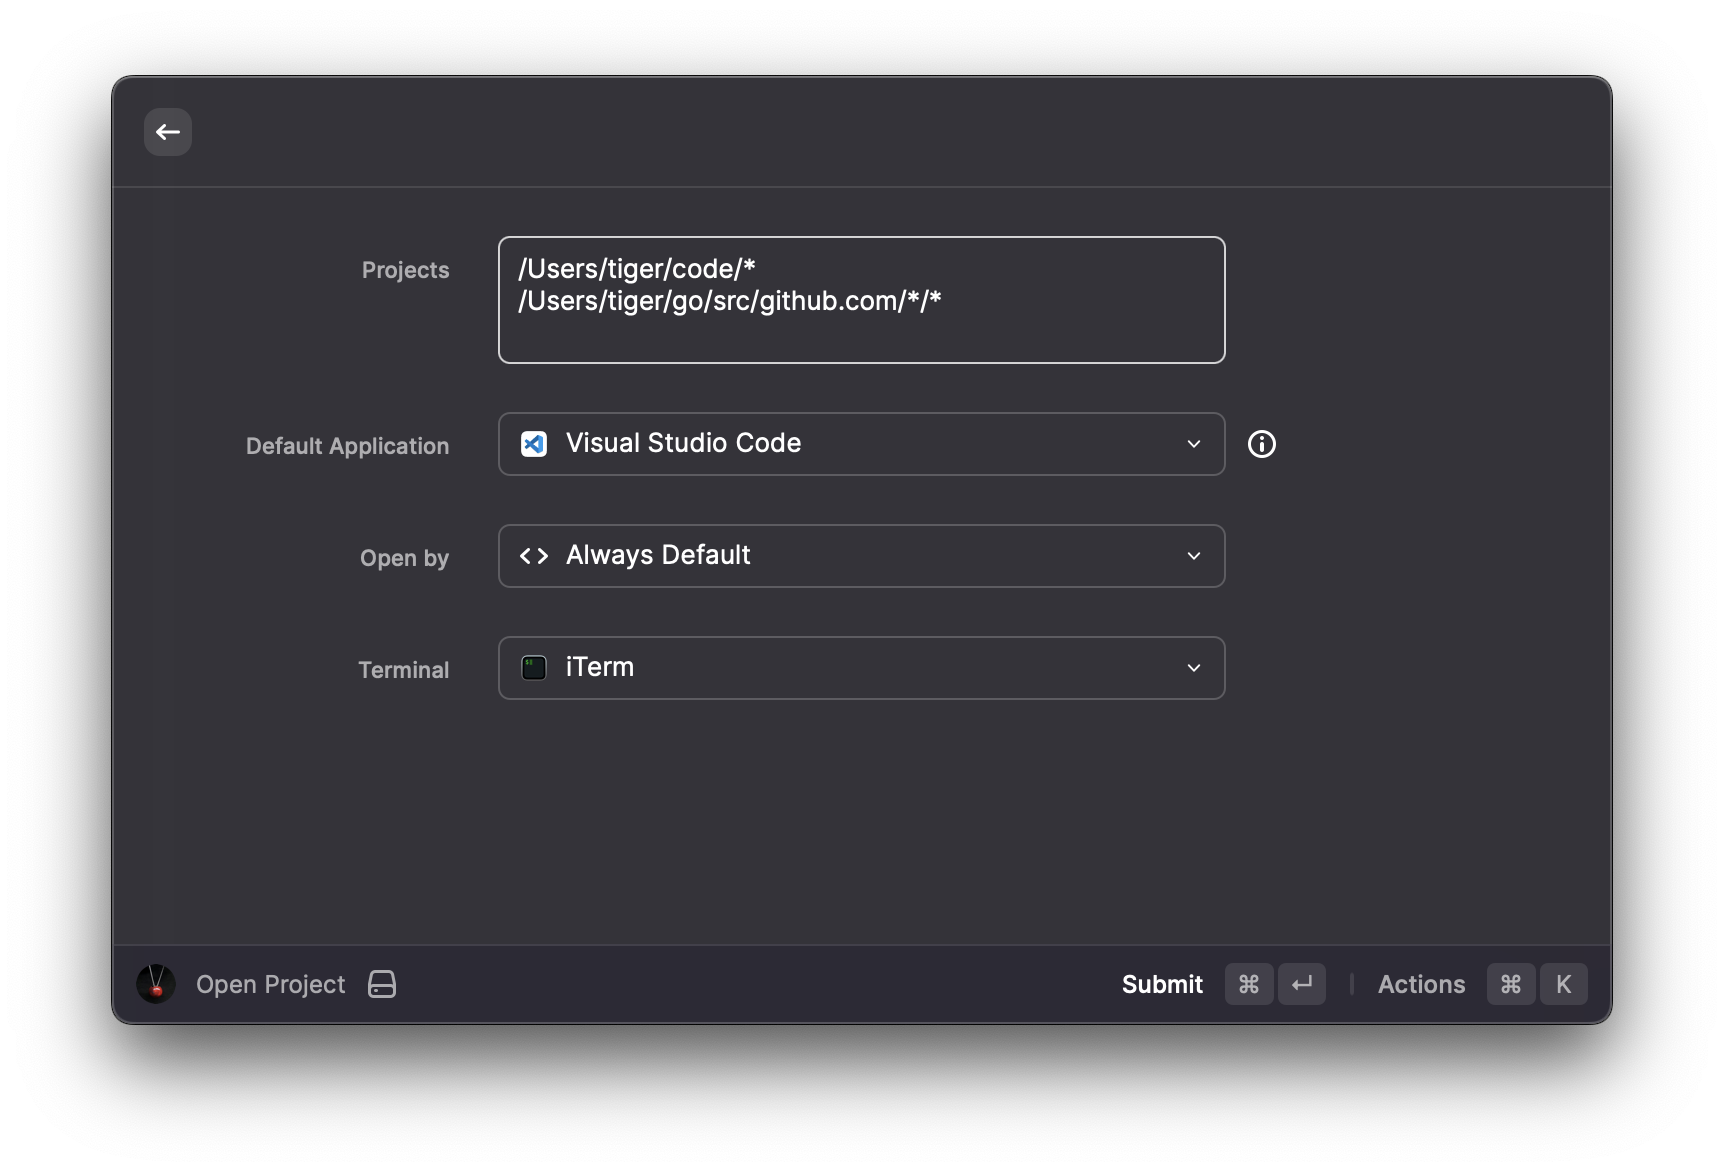 Projects
/Users/tiger/code/*
/Users/tiger/go/src/github.com/*/*
Default Application
Visual Studio Code
Open by
Always Default
Terminal
iTerm
Open Project
Submit ⌘ ↵ | Actions ⌘ K